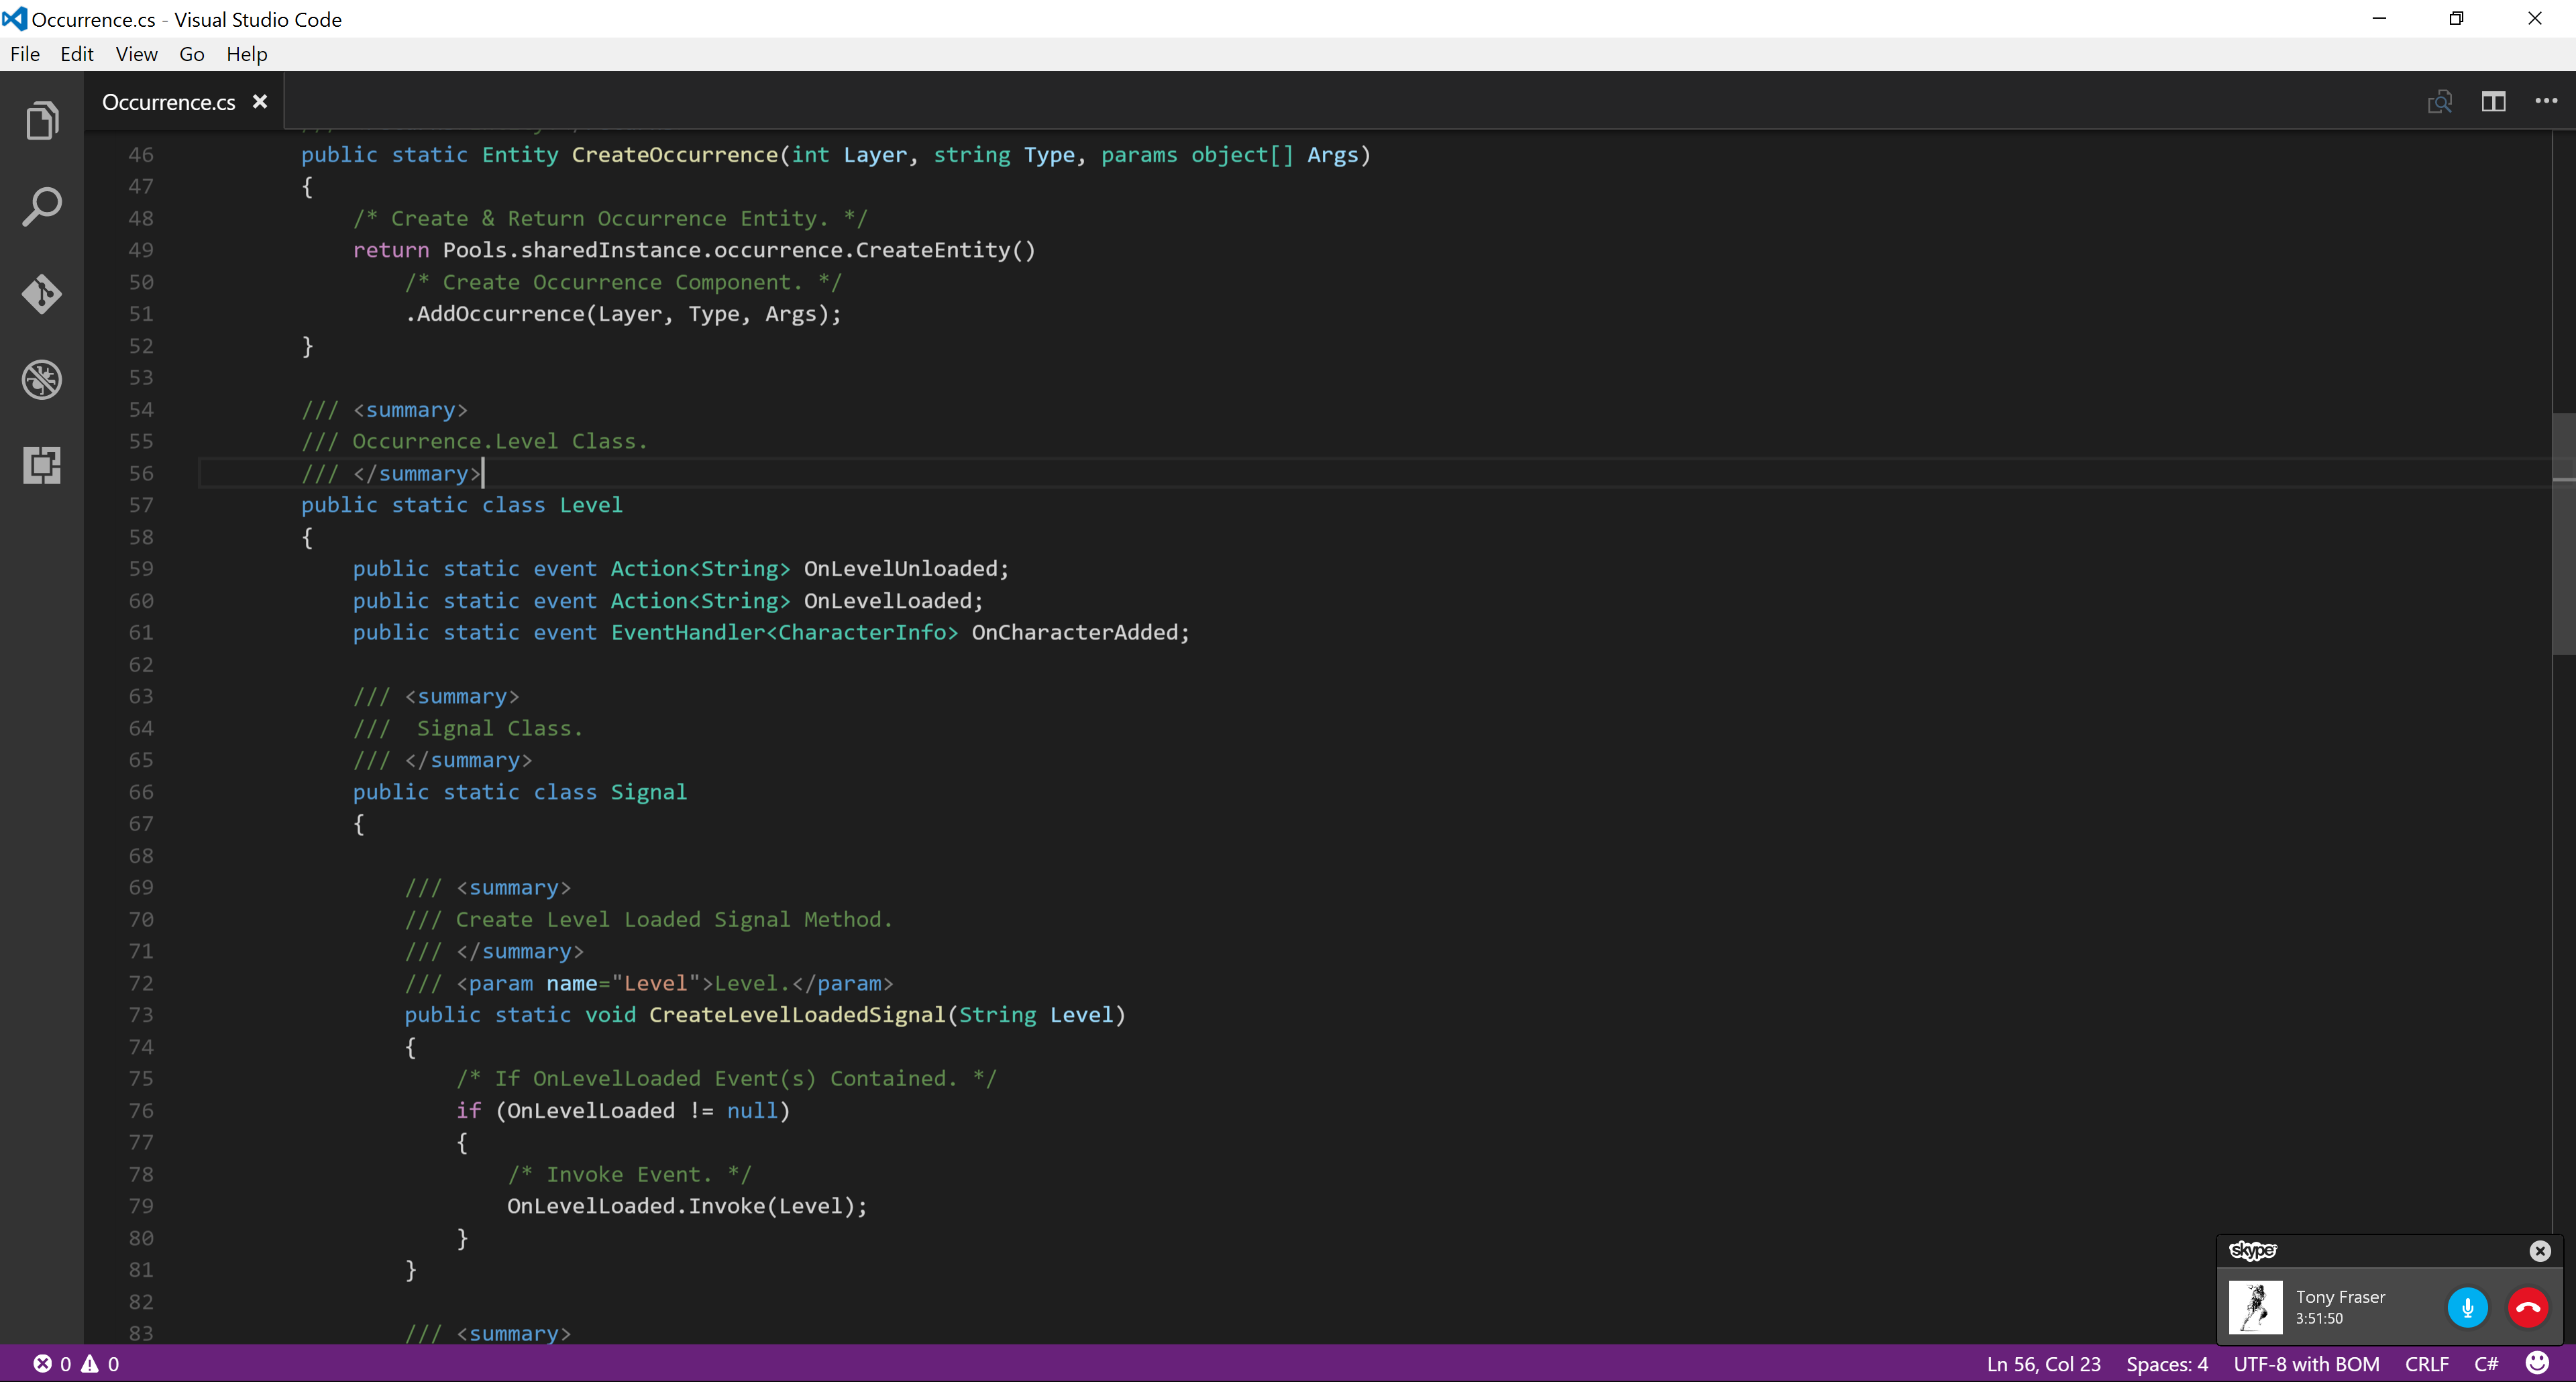 Occurrence.cs - Visual Studio Code
File Edit View Go Help
Occurrence.cs
46 public static Entity CreateOccurrence(int Layer, string Type, params object[] Args)
47 {
48 /* Create & Return Occurrence Entity. */
49 return Pools.sharedInstance.occurrence.CreateEntity()
50 /* Create Occurrence Component. */
51 .AddOccurrence(Layer, Type, Args);
52 }
53
54 /// <summary>
55 /// Occurrence.Level Class.
56 /// </summary>
57 public static class Level
58 {
59 public static event Action<String> OnLevelUnloaded;
60 public static event Action<String> OnLevelLoaded;
61 public static event EventHandler<CharacterInfo> OnCharacterAdded;
62
63 /// <summary>
64 ///  Signal Class.
65 /// </summary>
66 public static class Signal
67 {
68
69 /// <summary>
70 /// Create Level Loaded Signal Method.
71 /// </summary>
72 /// <param name="Level">Level.</param>
73 public static void CreateLevelLoadedSignal(String Level)
74 {
75 /* If OnLevelLoaded Event(s) Contained. */
76 if (OnLevelLoaded != null)
77 {
78 /* Invoke Event. */
79 OnLevelLoaded.Invoke(Level);
80 }
81 }
82
83 /// <summary>
skype
Tony Fraser
3:51:50
0 0 Ln 56, Col 23 Spaces: 4 UTF-8 with BOM CRLF C#